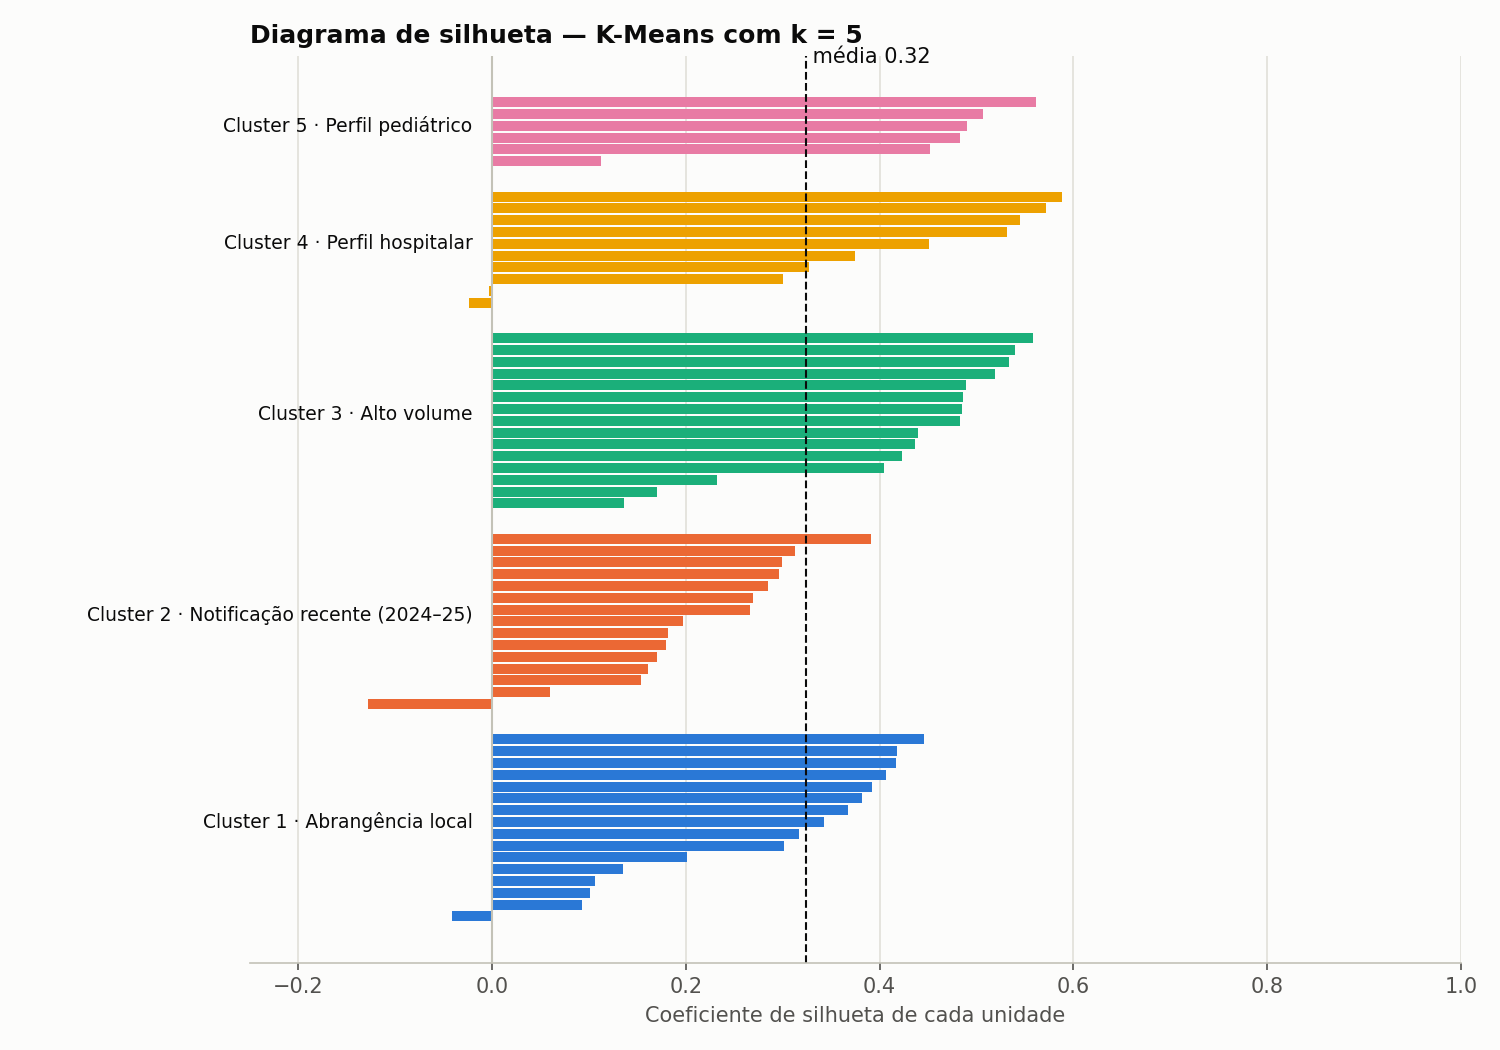 Diagrama de silhueta — K-Means com k = 5
média 0.32
Cluster 5 · Perfil pediátrico
Cluster 4 · Perfil hospitalar
Cluster 3 · Alto volume
Cluster 2 · Notificação recente (2024–25)
Cluster 1 · Abrangência local
−0.2 0.0 0.2 0.4 0.6 0.8 1.0
Coeficiente de silhueta de cada unidade